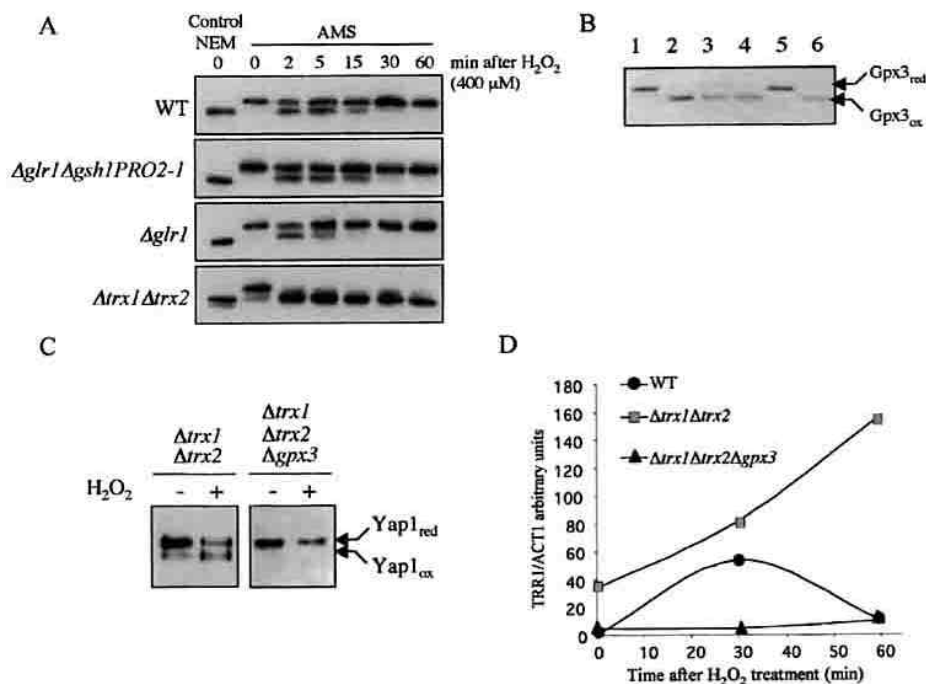 A
Control
NEM
AMS
0 0 2 5 15 30 60 min after H₂O₂
(400 μM)
WT
Δglr1Δgsh1PRO2-1
Δglr1
Δtrx1Δtrx2
B
1 2 3 4 5 6
Gpx3red
Gpx3ox
C
Δtrx1
Δtrx2
Δtrx1
Δtrx2
Δgpx3
H₂O₂ - + - +
Yap1red
Yap1ox
D
TRR1/ACT1 arbitrary units
180
160
140
120
100
80
60
40
20
0
WT
Δtrx1Δtrx2
Δtrx1Δtrx2Δgpx3
0 10 20 30 40 50 60
Time after H₂O₂ treatment (min)